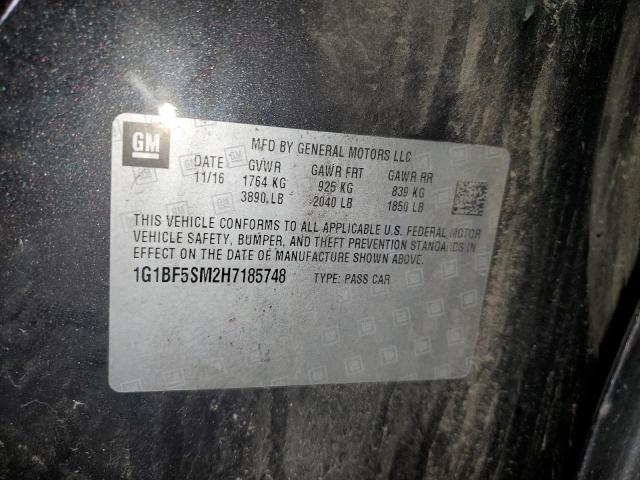 GM
MFD BY GENERAL MOTORS LLC
DATE GVWR GAWR FRT GAWR RR
11/16 1764 KG 925 KG 839 KG
3890 LB 2040 LB 1850 LB
THIS VEHICLE CONFORMS TO ALL APPLICABLE U.S. FEDERAL MOTOR
VEHICLE SAFETY, BUMPER, AND THEFT PREVENTION STANDARDS IN
EFFECT ON THE DATE OF MANUFACTURE SHOWN ABOVE.
1G1BF5SM2H7185748 TYPE: PASS CAR